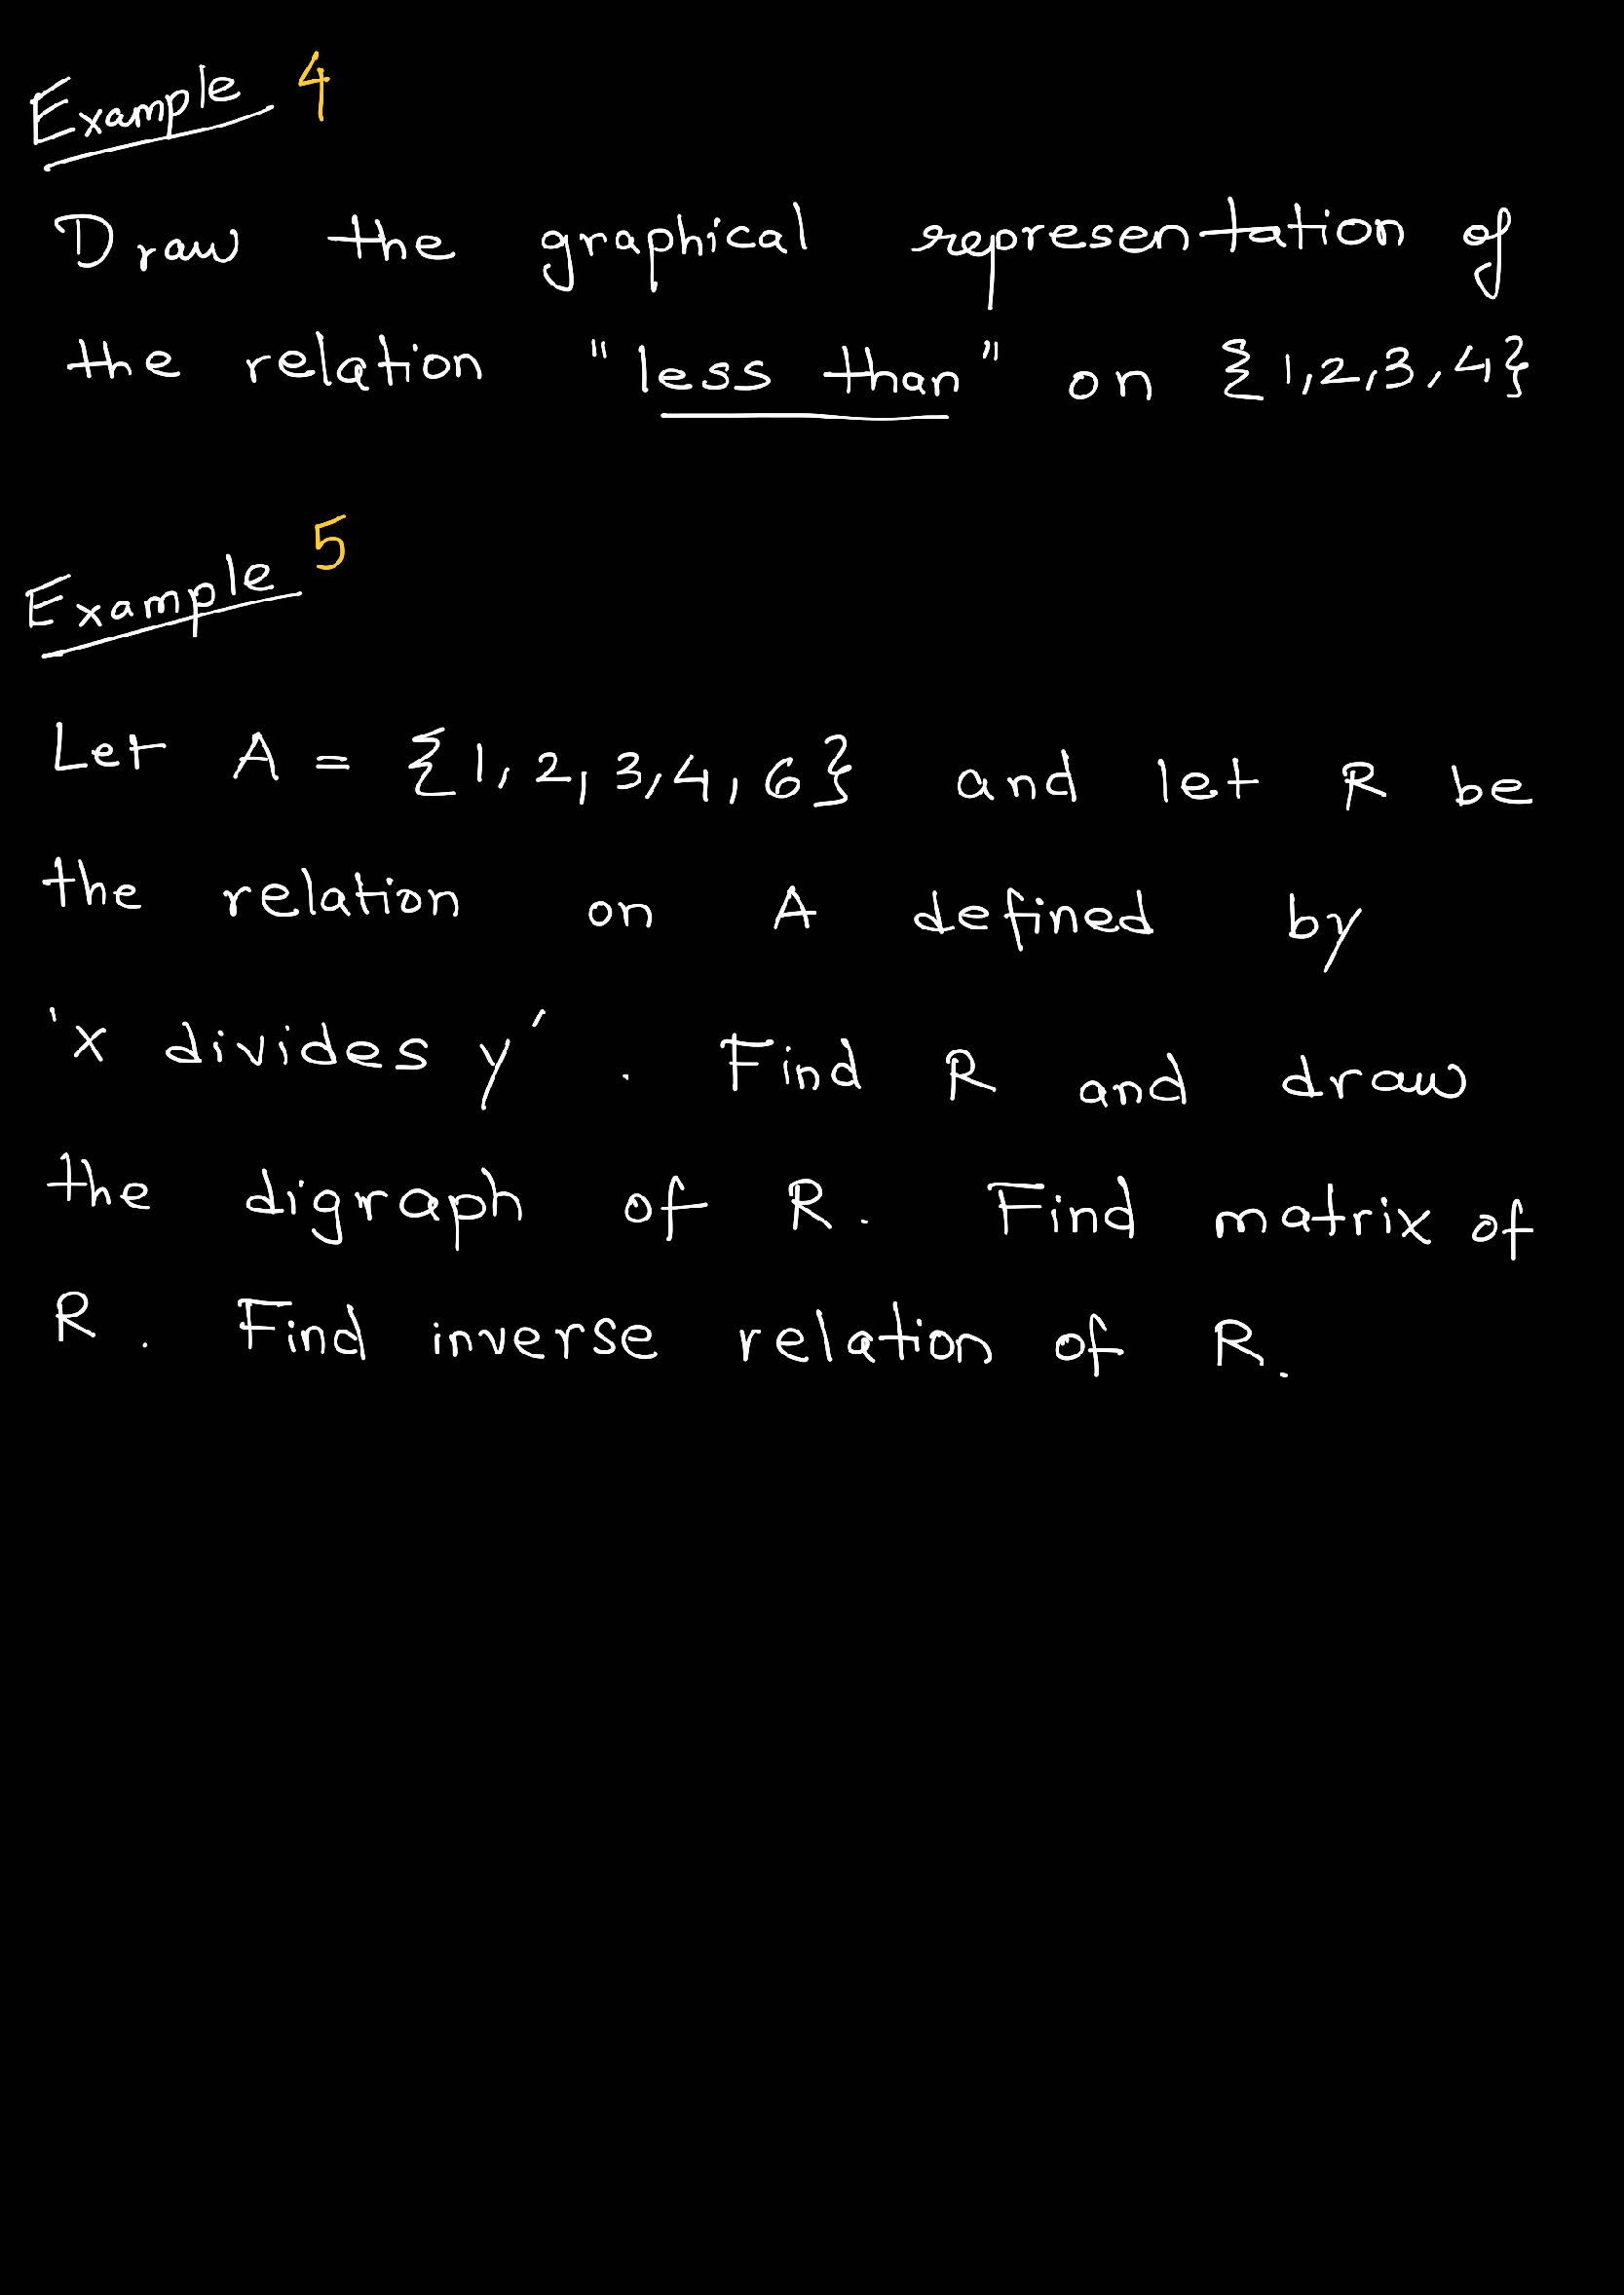 Example 4
Draw the graphical representation of
the relation "less than" on {1,2,3,4}
Example 5
Let A = {1,2,3,4,6} and let R be
the relation on A defined by
'x divides y'. Find R and draw
the digraph of R. Find matrix of
R. Find inverse relation of R.